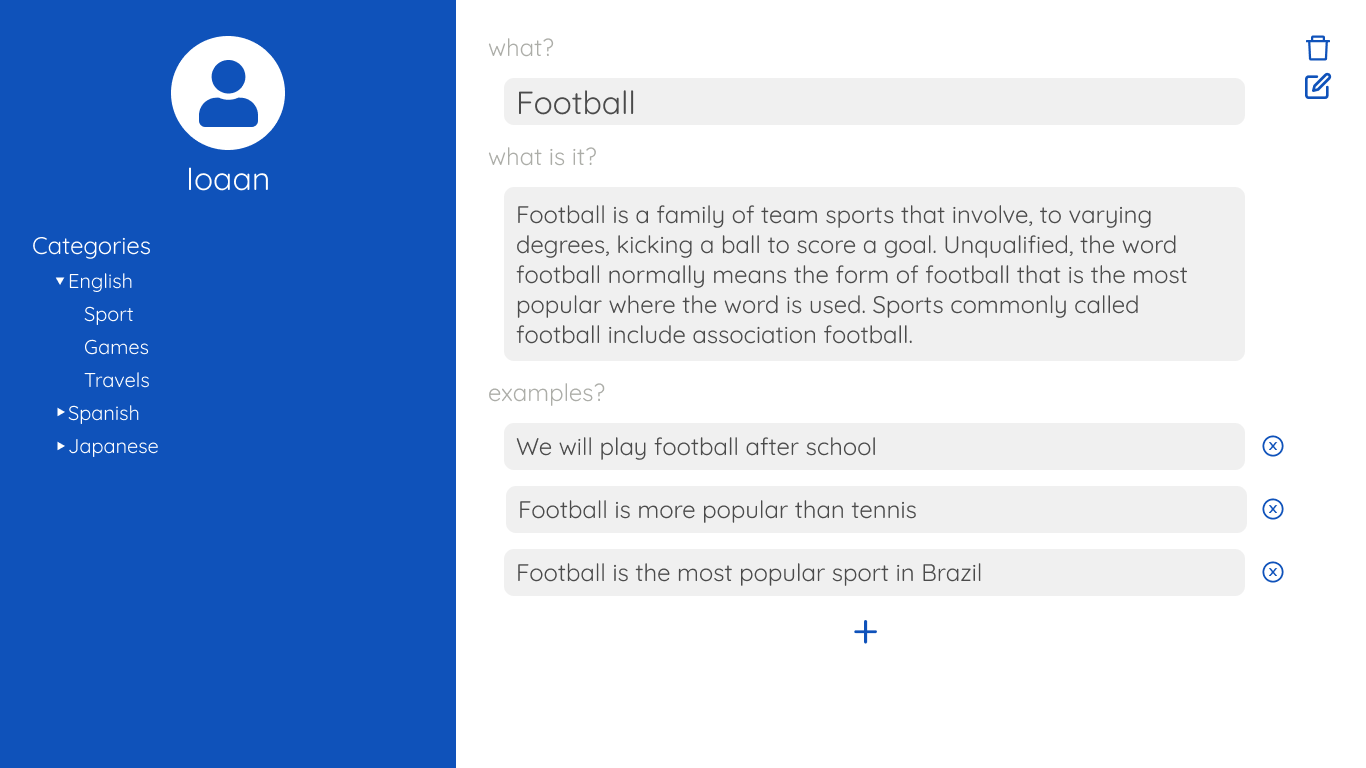 Ioaan
Categories
English
Sport
Games
Travels
Spanish
Japanese
what?
Football
what is it?
Football is a family of team sports that involve, to varying
degrees, kicking a ball to score a goal. Unqualified, the word
football normally means the form of football that is the most
popular where the word is used. Sports commonly called
football include association football.
examples?
We will play football after school
Football is more popular than tennis
Football is the most popular sport in Brazil